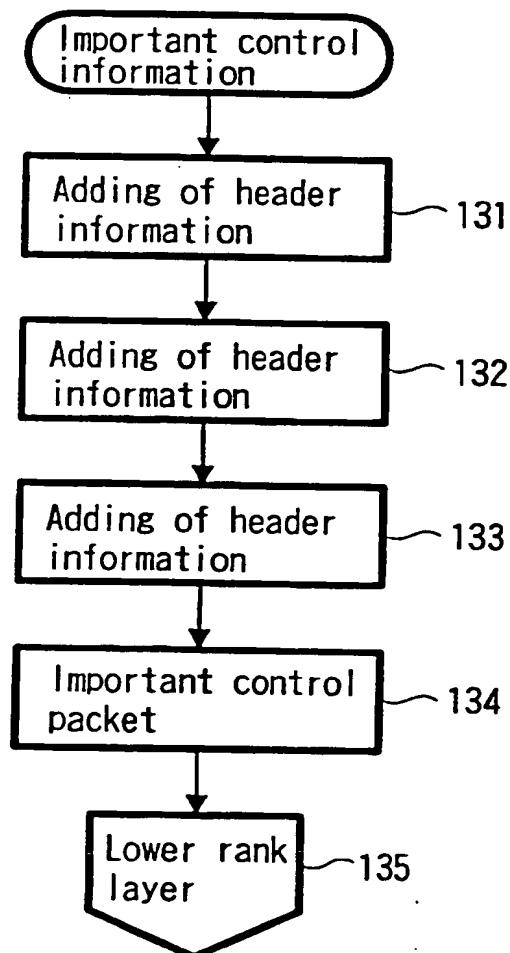 Important control
information
Adding of header
information
131
Adding of header
information
132
Adding of header
information
133
Important control
packet
134
Lower rank
layer
135